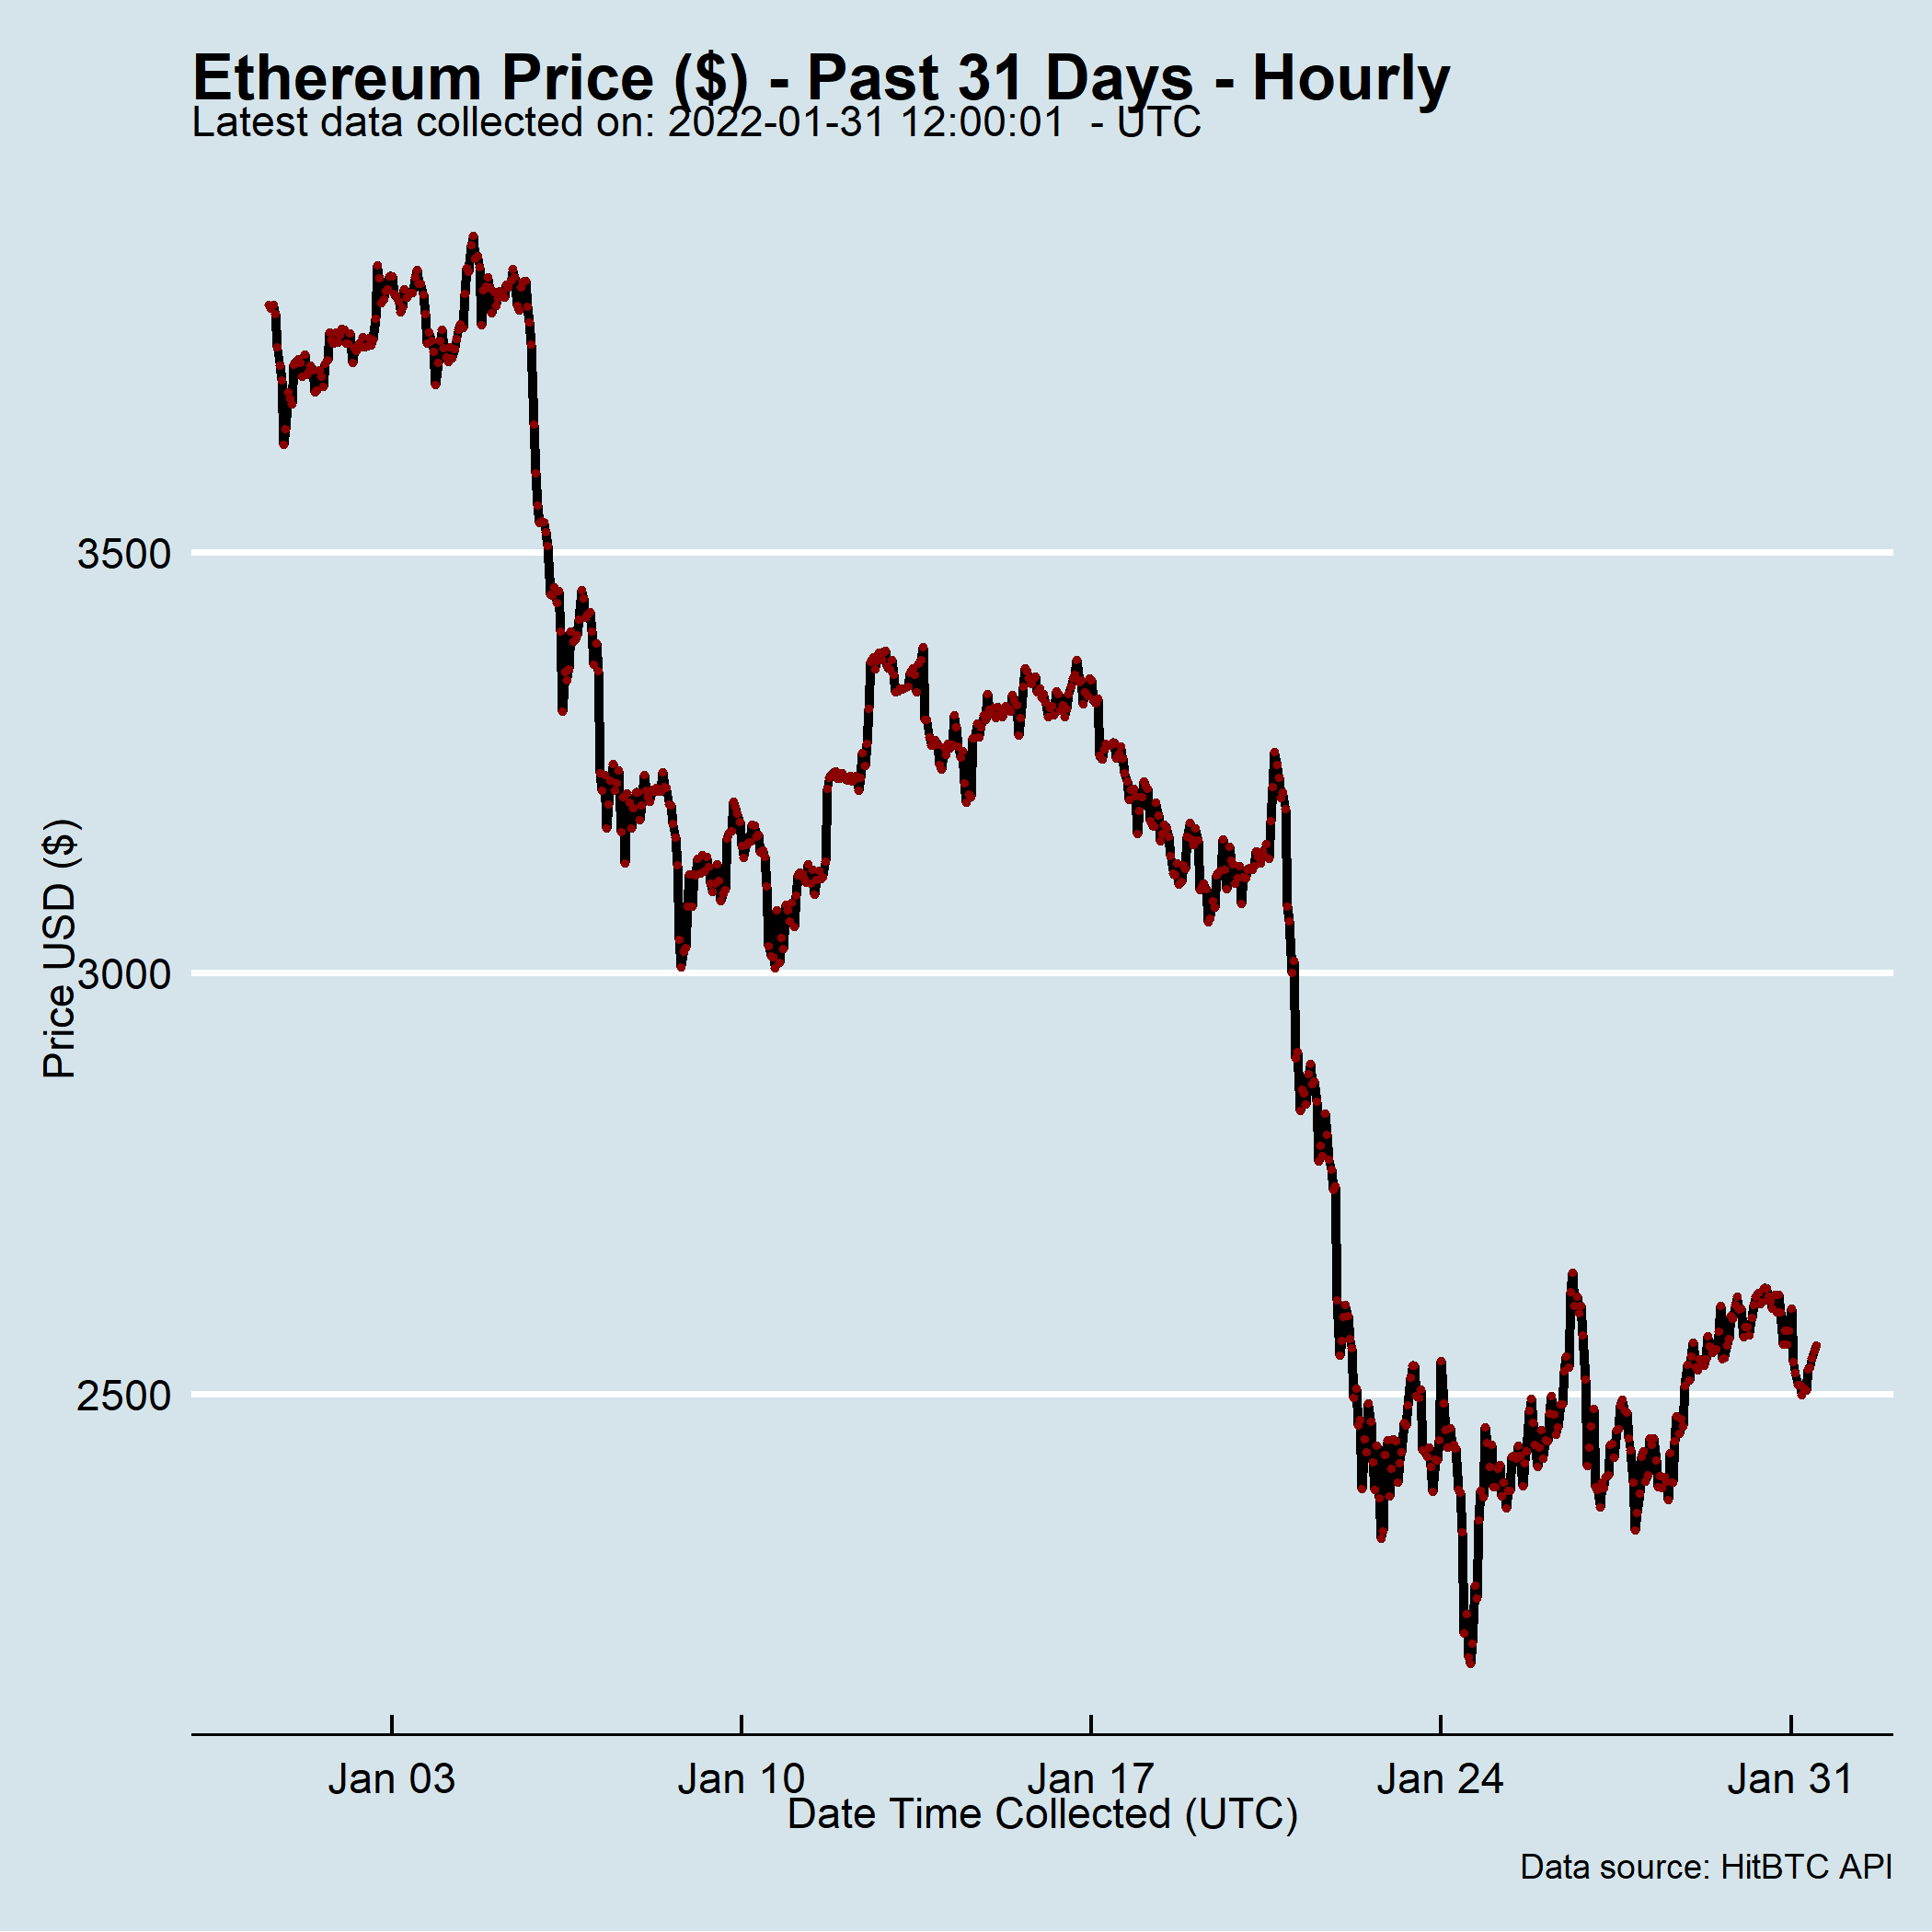 Ethereum Price ($) - Past 31 Days - Hourly
Latest data collected on: 2022-01-31 12:00:01  - UTC
Price USD ($)
3500
3000
2500
Jan 03 Jan 10 Jan 17 Jan 24 Jan 31
Date Time Collected (UTC)
Data source: HitBTC API